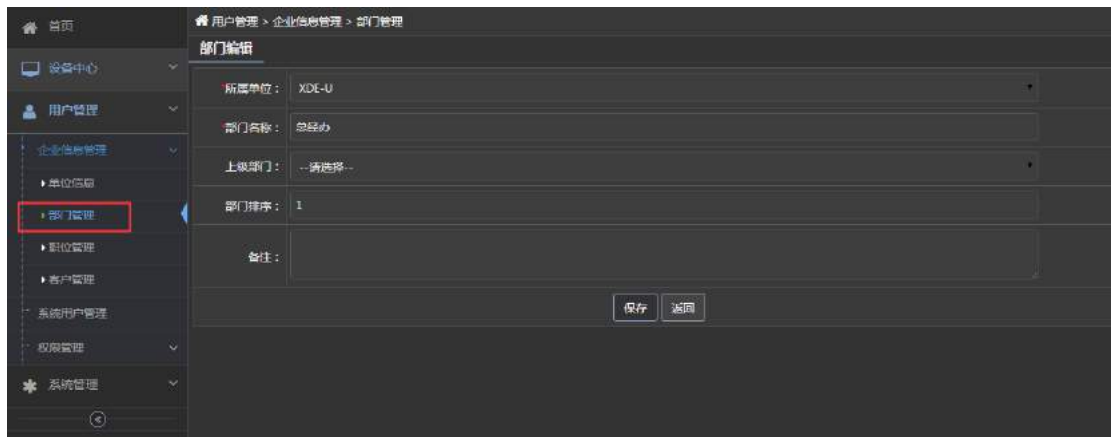 首页
设备中心
用户管理
企业信息管理
单位信息
部门管理
职位管理
客户管理
系统用户管理
权限管理
系统管理
用户管理 > 企业信息管理 > 部门管理
部门编辑
*所属单位： XDE-U
*部门名称： 总经办
上级部门： --请选择--
部门排序： 1
备注：
保存 返回